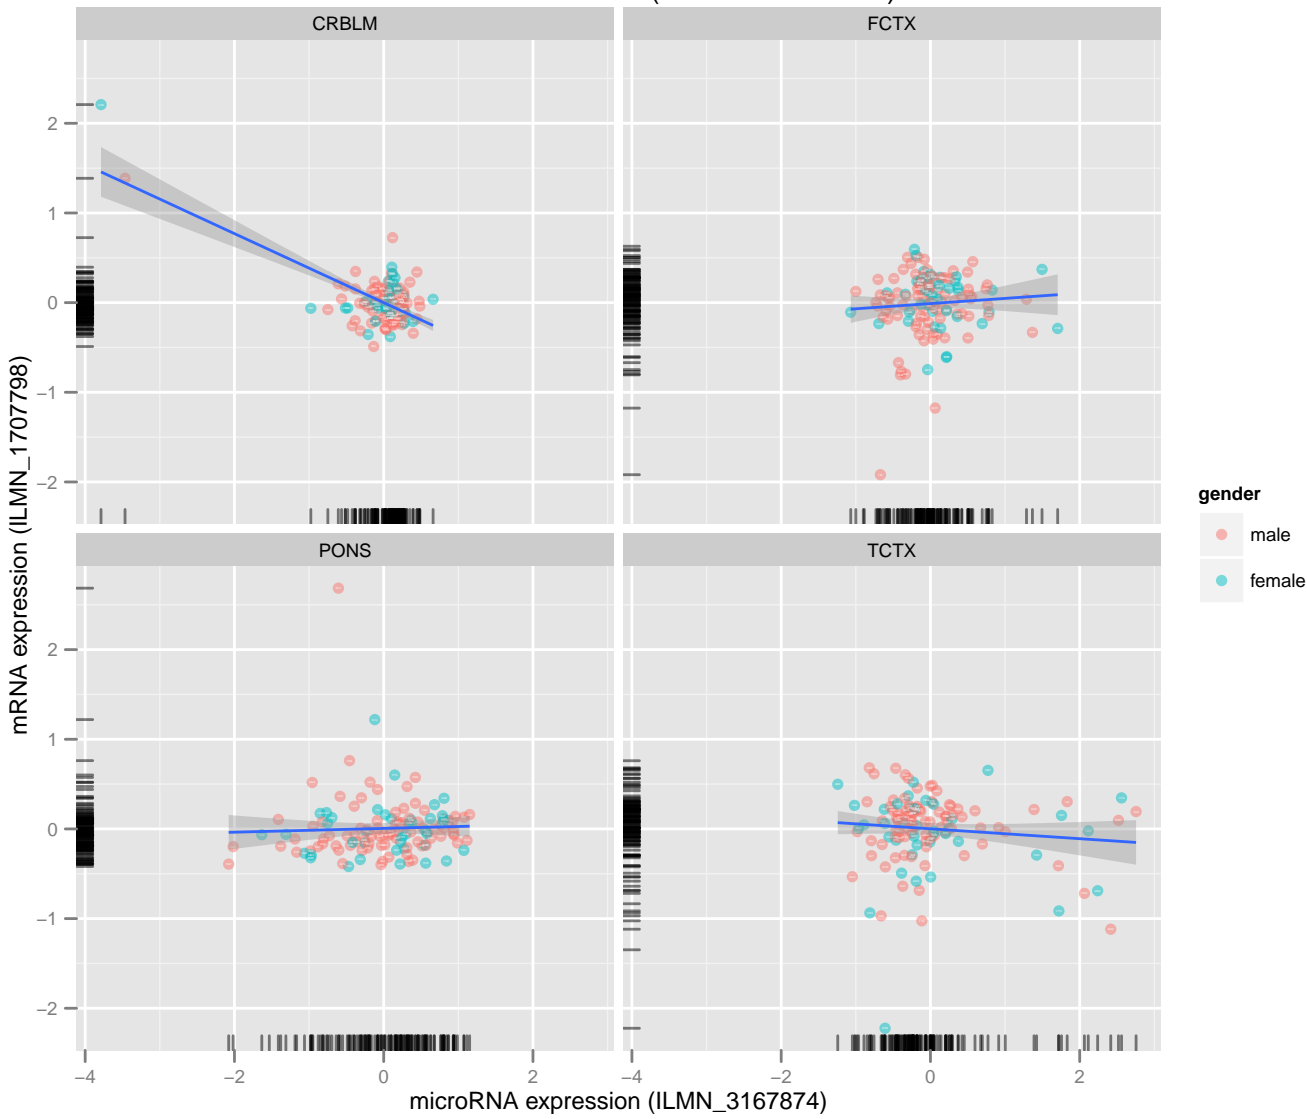 CRBLM
FCTX
2
1
0
−1
−2
PONS
TCTX
2
1
0
−1
−2
−4
−2
0
2
−4
−2
0
2
mRNA expression (ILMN_1707798)
microRNA expression (ILMN_3167874)
gender
male
female